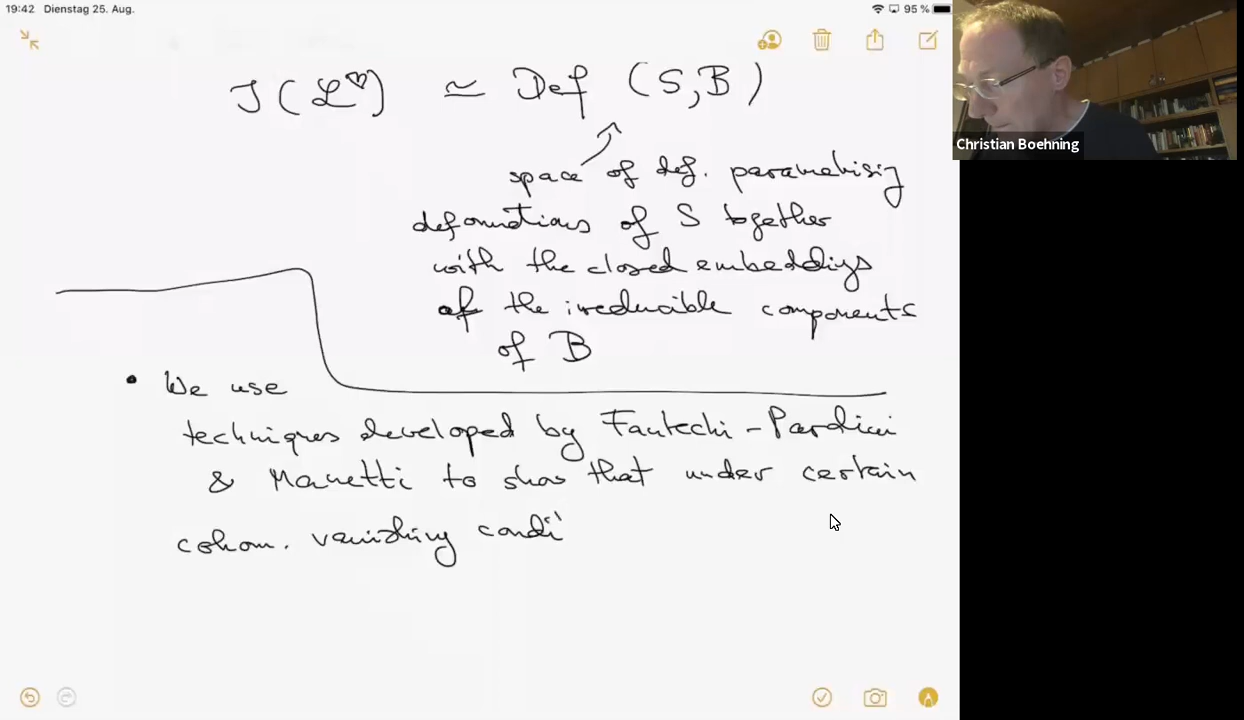 19:42 Dienstag 25. Aug.
95 %
J(ℒ♡) ≃ Def (S,B)
space of def. parametrising
deformations of S together
with the closed embeddings
of the irreducible components
of B
• We use
techniques developed by Fantechi - Pardini
& Manetti to show that under certain
cohom. vanishing condi
Christian Boehning